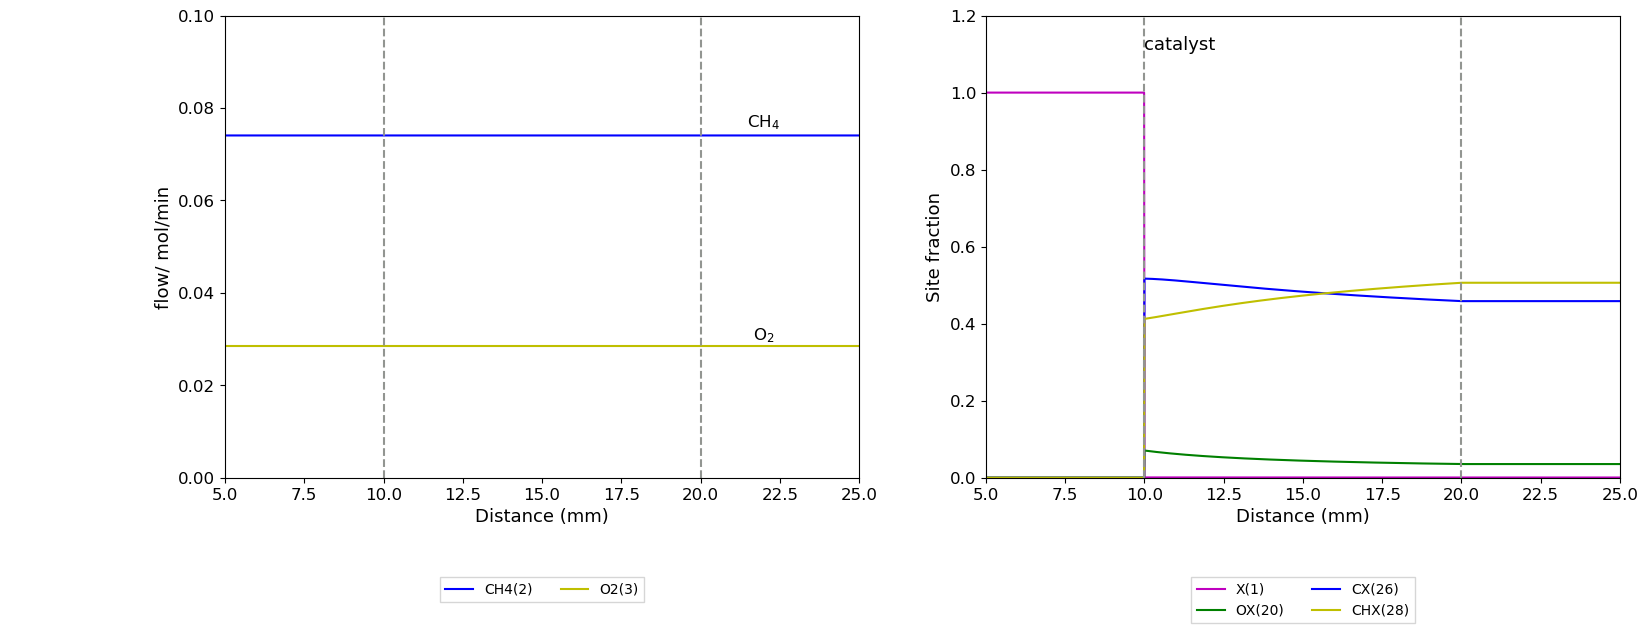 0.10
0.08
0.06
0.04
0.02
0.00
flow/ mol/min
CH4
O2
5.0 7.5 10.0 12.5 15.0 17.5 20.0 22.5 25.0
Distance (mm)
CH4(2) O2(3)
1.2
1.0
0.8
0.6
0.4
0.2
0.0
Site fraction
catalyst
5.0 7.5 10.0 12.5 15.0 17.5 20.0 22.5 25.0
Distance (mm)
X(1) CX(26)
OX(20) CHX(28)